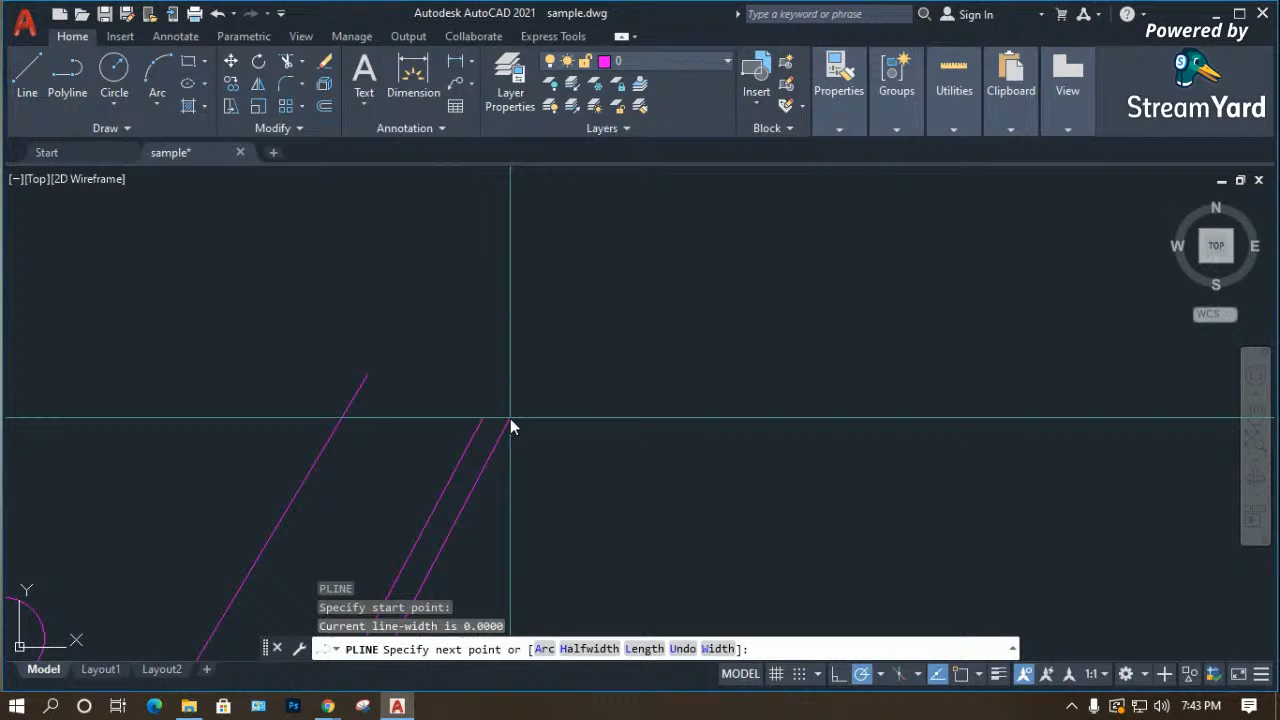 Autodesk AutoCAD 2021 sample.dwg
Type a keyword or phrase
Sign In
Powered by
StreamYard
Home Insert Annotate Parametric View Manage Output Collaborate Express Tools
Line Polyline Circle Arc
Draw
Modify
Text Dimension
Annotation
Layer
Properties
0
Layers
Insert
Block
Properties
Groups
Utilities
Clipboard
View
Start sample*
[−][Top][2D Wireframe]
N
W TOP E
S
WCS
Y
X
PLINE
Specify start point:
Current line-width is 0.0000
PLINE Specify next point or [Arc Halfwidth Length Undo Width]:
Model Layout1 Layout2 +
MODEL
1:1
7:43 PM